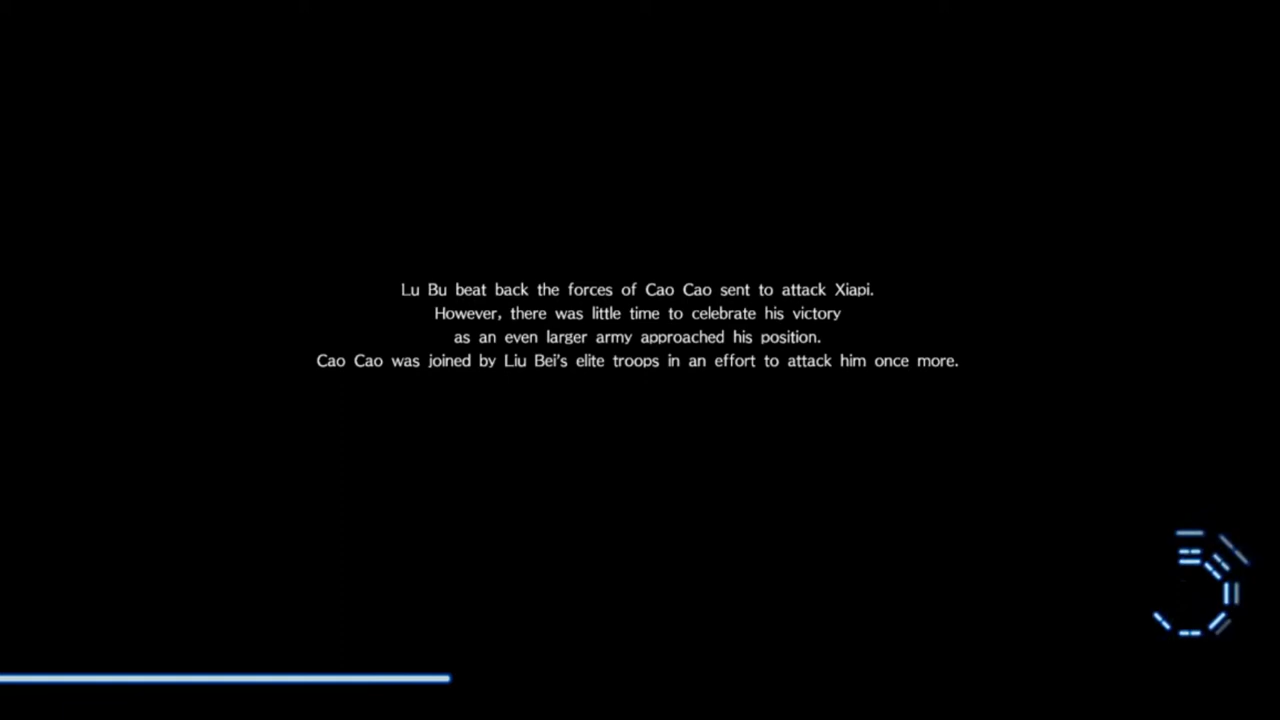 Lu Bu beat back the forces of Cao Cao sent to attack Xiapi.
However, there was little time to celebrate his victory
as an even larger army approached his position.
Cao Cao was joined by Liu Bei's elite troops in an effort to attack him once more.